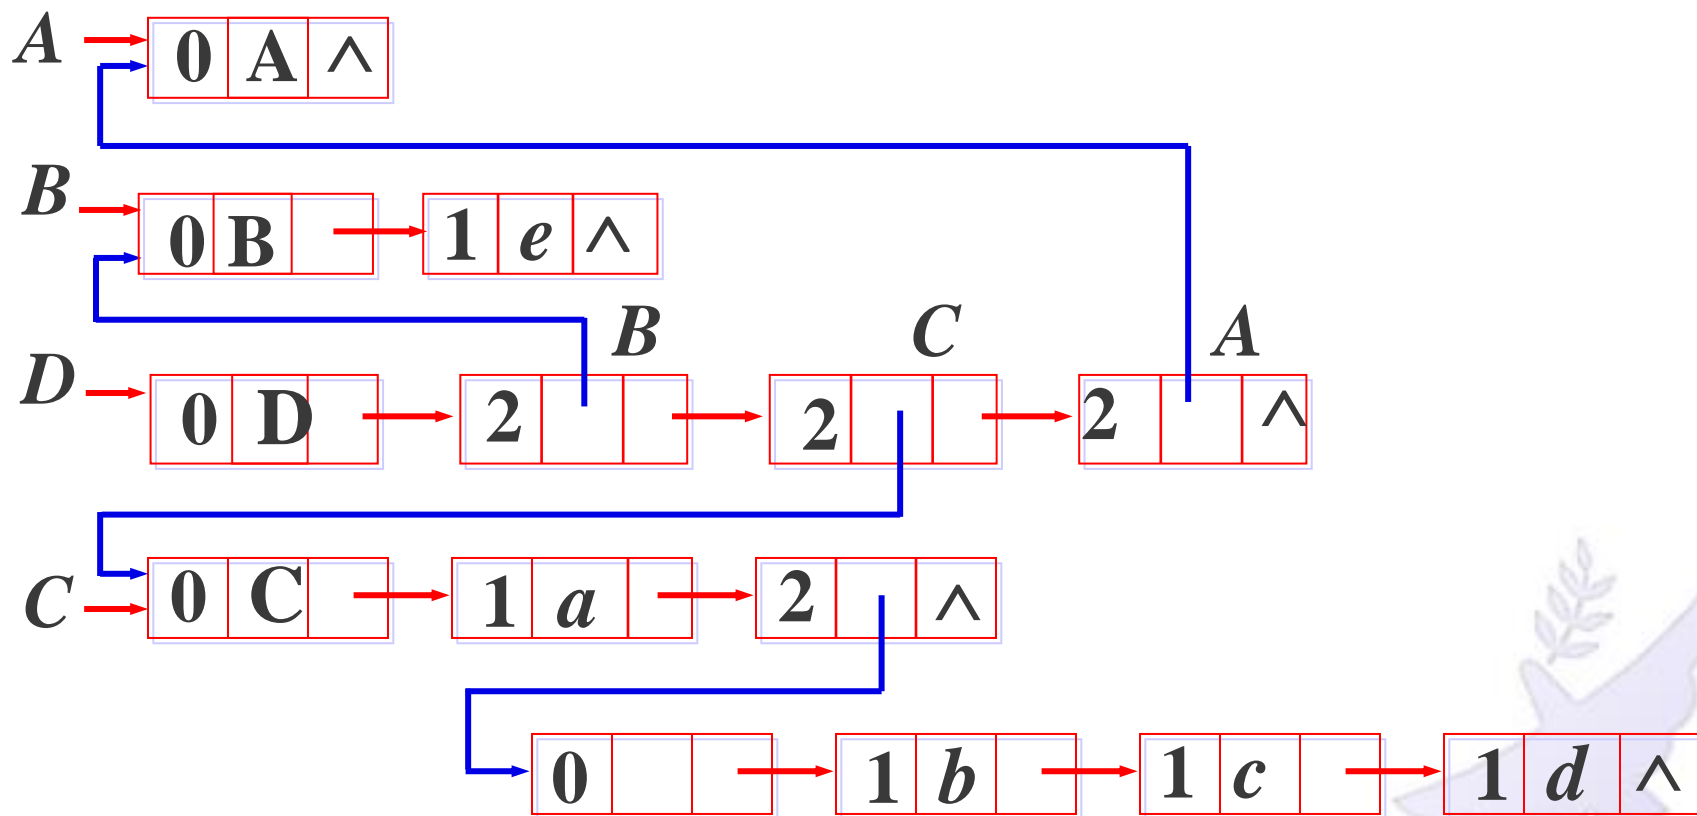 A 0 A ∧
B 0 B 1 e ∧
B C A
D 0 D 2 2 2 ∧
C 0 C 1 a 2 ∧
0 1 b 1 c 1 d ∧